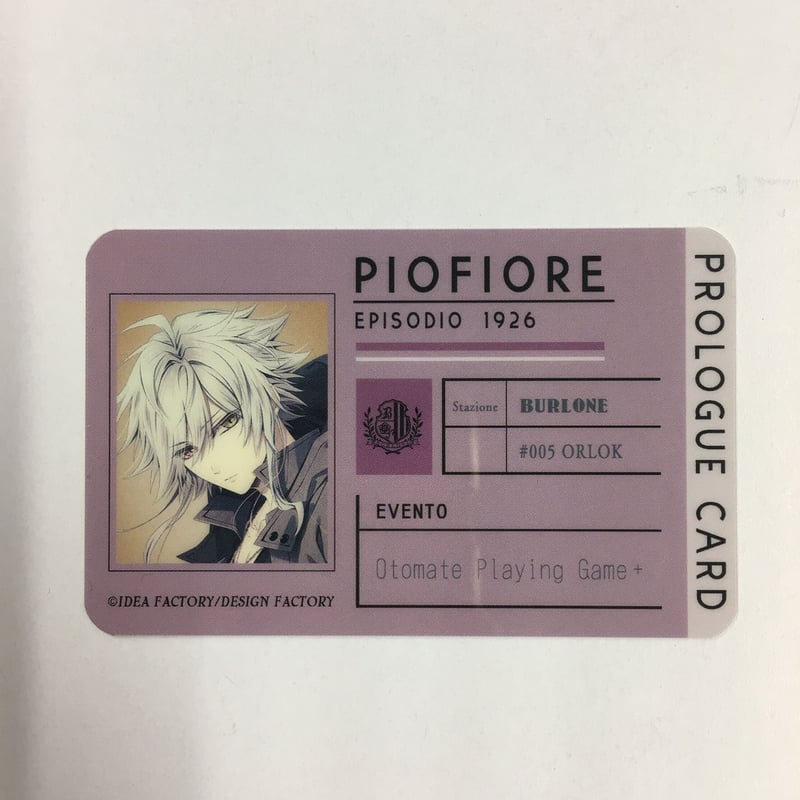 PIOFIORE
EPISODIO 1926
Stazione
BURLONE
#005 ORLOK
EVENTO
Otomate Playing Game+
©IDEA FACTORY/DESIGN FACTORY
PROLOGUE CARD